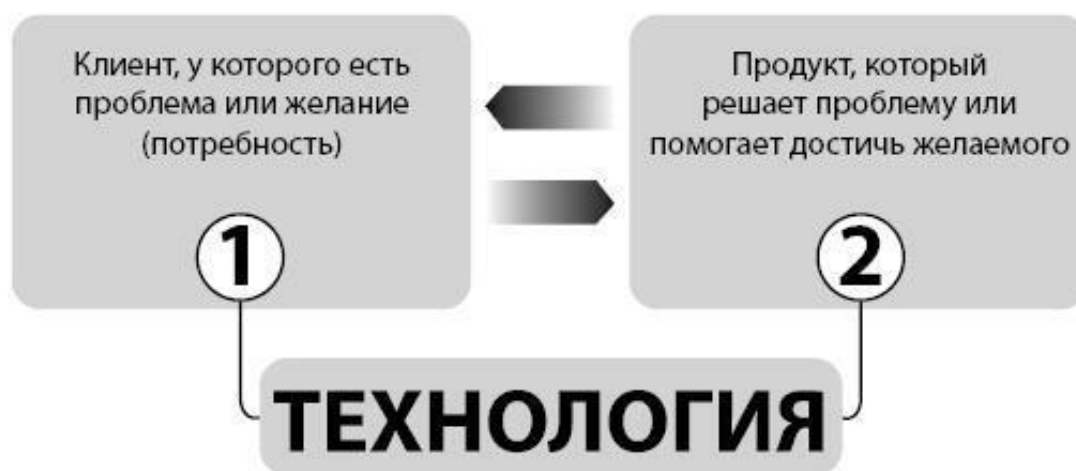 Клиент, у которого есть
проблема или желание
(потребность)
1
Продукт, который
решает проблему или
помогает достичь желаемого
2
ТЕХНОЛОГИЯ